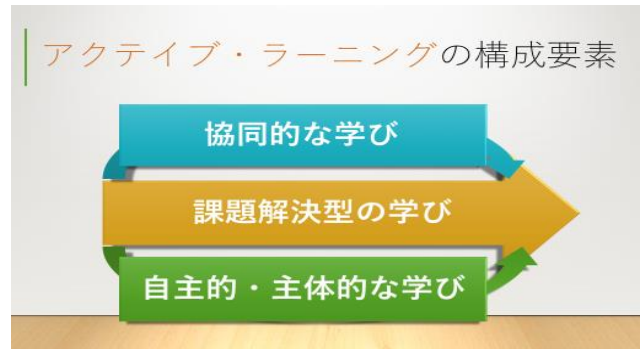 アクテイブ・ラーニングの構成要素
協同的な学び
課題解決型の学び
自主的・主体的な学び